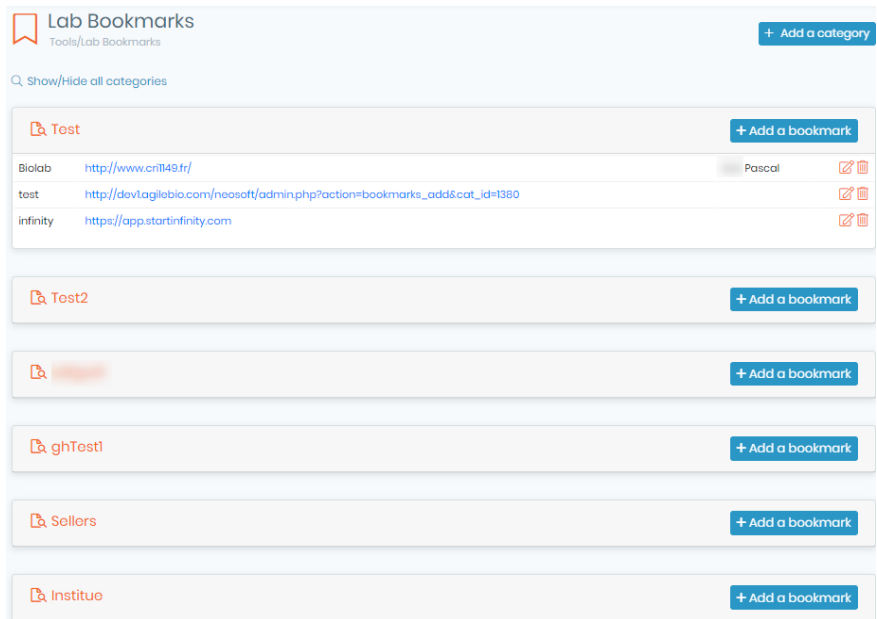 Lab Bookmarks
Tools/Lab Bookmarks
+ Add a category
Show/Hide all categories
Test
+ Add a bookmark
Biolab http://www.cri1149.fr/ Pascal
test http://dev1.agilebio.com/neosoft/admin.php?action=bookmarks_add&cat_id=1380
infinity https://app.startinfinity.com
Test2
+ Add a bookmark
+ Add a bookmark
ghTest1
+ Add a bookmark
Sellers
+ Add a bookmark
Institue
+ Add a bookmark